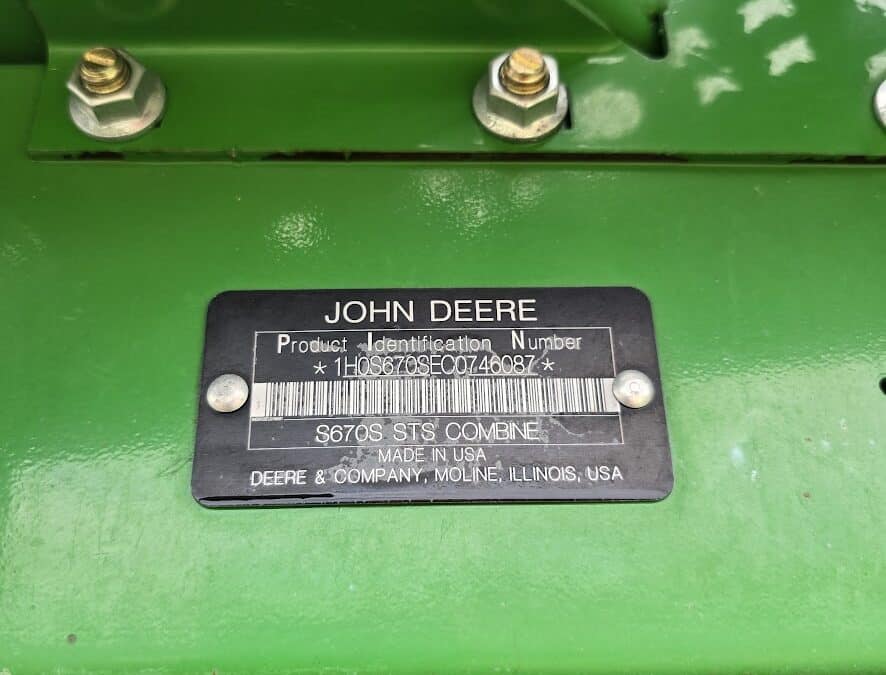 JOHN DEERE
Product Identification Number
*1H0S670SEC0746087*
S670S STS COMBINE
MADE IN USA
DEERE & COMPANY, MOLINE, ILLINOIS, USA